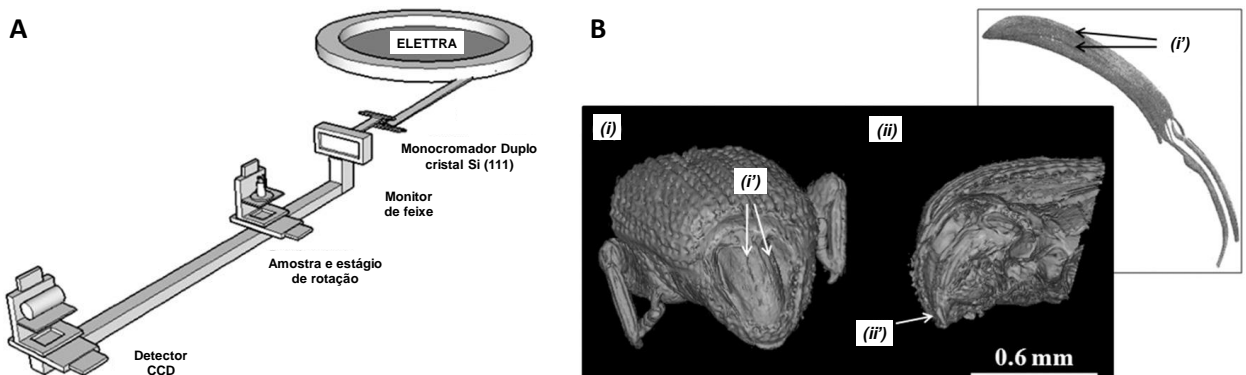 A
ELETTRA
Monocromador Duplo
cristal Si (111)
Monitor
de feixe
Amostra e estágio
de rotação
Detector
CCD
B
(i')
(i)
(i')
(ii)
(ii')
0.6 mm